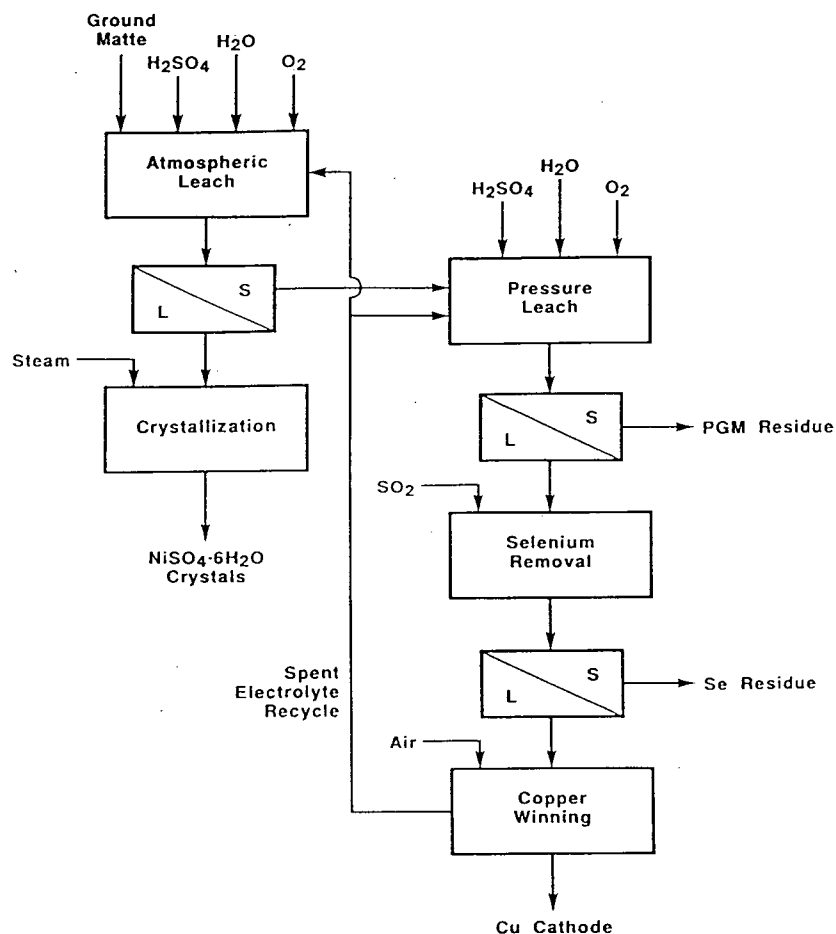 Ground
Matte
H2SO4
H2O
O2
Atmospheric
Leach
H2SO4
H2O
O2
S
L
Pressure
Leach
Steam
Crystallization
S
L
PGM Residue
SO2
NiSO4·6H2O
Crystals
Selenium
Removal
Spent
Electrolyte
Recycle
S
L
Se Residue
Air
Copper
Winning
Cu Cathode